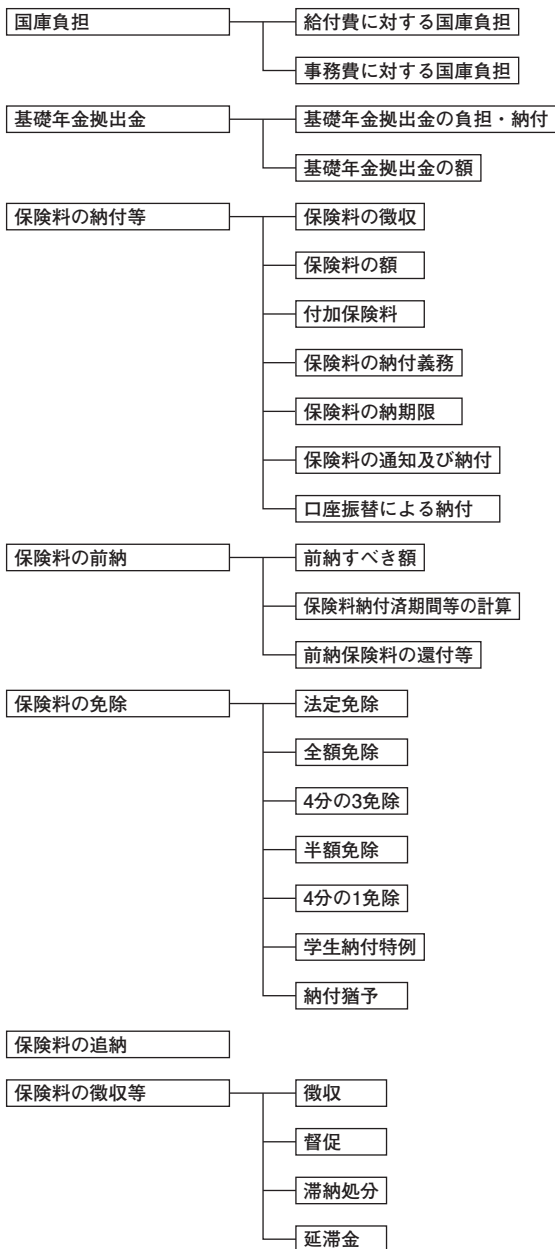 国庫負担
給付費に対する国庫負担
事務費に対する国庫負担
基礎年金拠出金
基礎年金拠出金の負担・納付
基礎年金拠出金の額
保険料の納付等
保険料の徴収
保険料の額
付加保険料
保険料の納付義務
保険料の納期限
保険料の通知及び納付
口座振替による納付
保険料の前納
前納すべき額
保険料納付済期間等の計算
前納保険料の還付等
保険料の免除
法定免除
全額免除
4分の3免除
半額免除
4分の1免除
学生納付特例
納付猶予
保険料の追納
保険料の徴収等
徴収
督促
滞納処分
延滞金